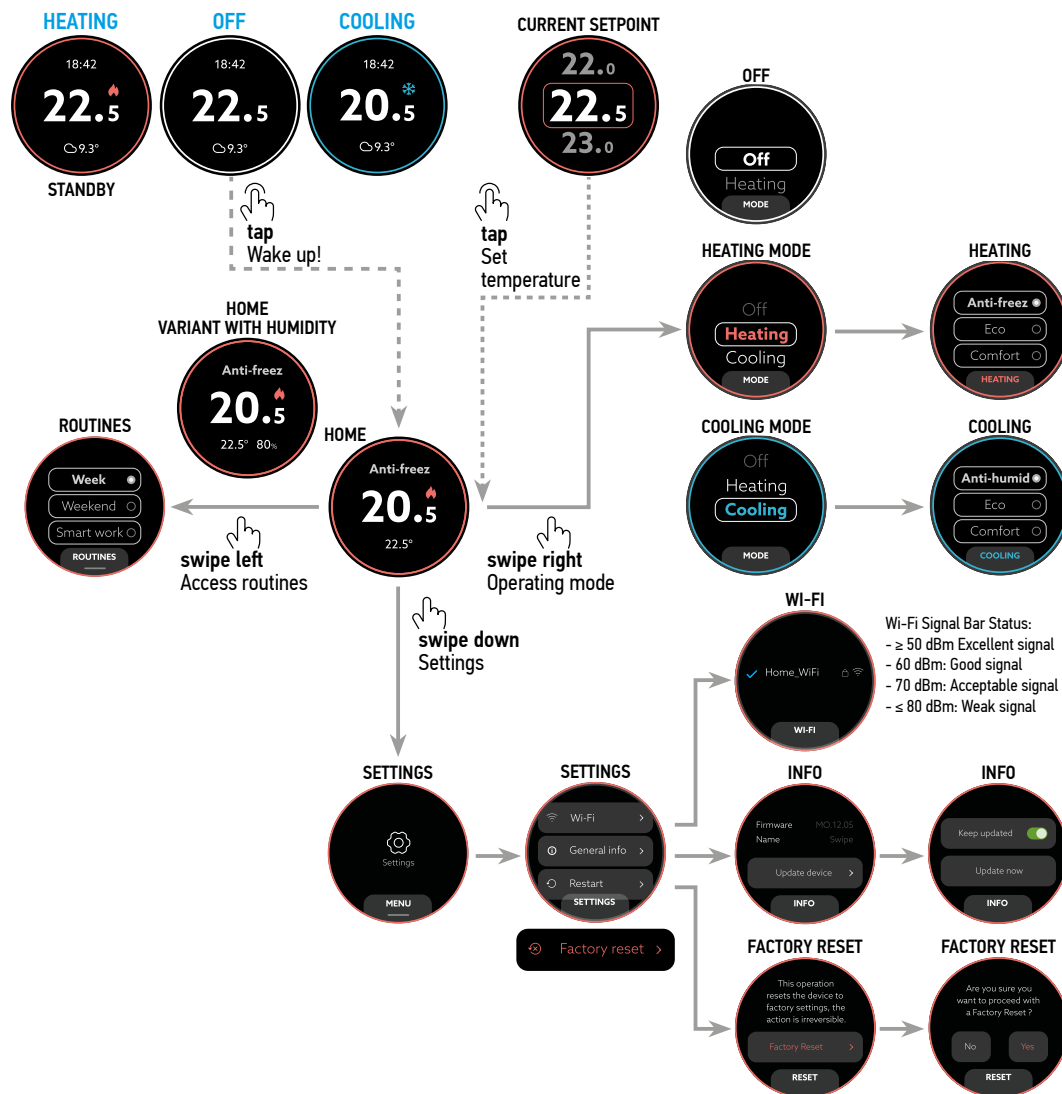 HEATING
OFF
COOLING
18:42
22.5
9.3°
18:42
22.5
9.3°
18:42
20.5
9.3°
STANDBY
CURRENT SETPOINT
22.0
22.5
23.0
OFF
Off
Heating
MODE
tap
Wake up!
tap
Set
temperature
HEATING MODE
Off
Heating
Cooling
MODE
HEATING
Anti-freez
Eco
Comfort
HEATING
HOME
VARIANT WITH HUMIDITY
Anti-freez
20.5
22.5° 80%
ROUTINES
Week
Weekend
Smart work
ROUTINES
HOME
Anti-freez
20.5
22.5°
COOLING MODE
Off
Heating
Cooling
MODE
COOLING
Anti-humid
Eco
Comfort
COOLING
swipe left
Access routines
swipe right
Operating mode
swipe down
Settings
WI-FI
Home_WiFi
WI-FI
Wi-Fi Signal Bar Status:
- ≥ 50 dBm Excellent signal
- 60 dBm: Good signal
- 70 dBm: Acceptable signal
- ≤ 80 dBm: Weak signal
SETTINGS
Settings
MENU
SETTINGS
Wi-Fi
General info
Restart
SETTINGS
Factory reset
INFO
Firmware MO.12.05
Name Swipe
Update device
INFO
INFO
Keep updated
Update now
INFO
FACTORY RESET
This operation
resets the device to
factory settings, the
action is irreversible.
Factory Reset
RESET
FACTORY RESET
Are you sure you
want to proceed with
a Factory Reset ?
No
Yes
RESET